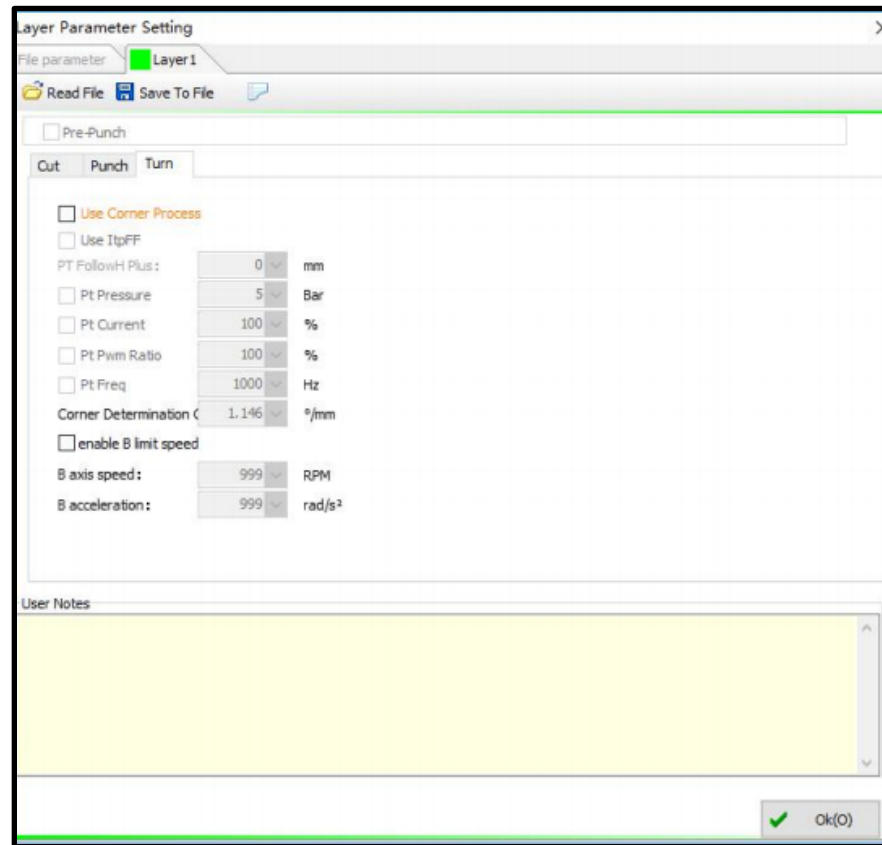 Layer Parameter Setting
File parameter Layer1
Read File Save To File
Pre-Punch
Cut Punch Turn
Use Corner Process
Use ItpFF
PT FollowH Plus: 0 mm
Pt Pressure 5 Bar
Pt Current 100 %
Pt Pwm Ratio 100 %
Pt Freq 1000 Hz
Corner Determination 1.146 °/mm
enable B limit speed
B axis speed: 999 RPM
B acceleration: 999 rad/s²
User Notes
Ok(O)